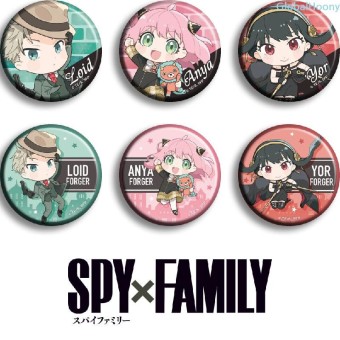 GlobalMoony
Loid
Anya
Yor
LOID
FORGER
ANYA
FORGER
YOR
FORGER
SPY×FAMILY
スパイファミリー